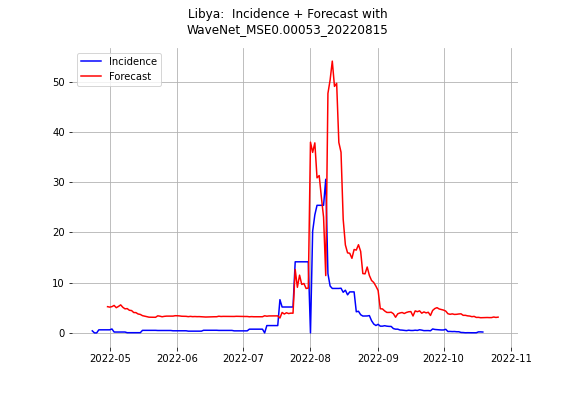 Libya:  Incidence + Forecast with
WaveNet_MSE0.00053_20220815
Incidence
Forecast
50
40
30
20
10
0
2022-05 2022-06 2022-07 2022-08 2022-09 2022-10 2022-11